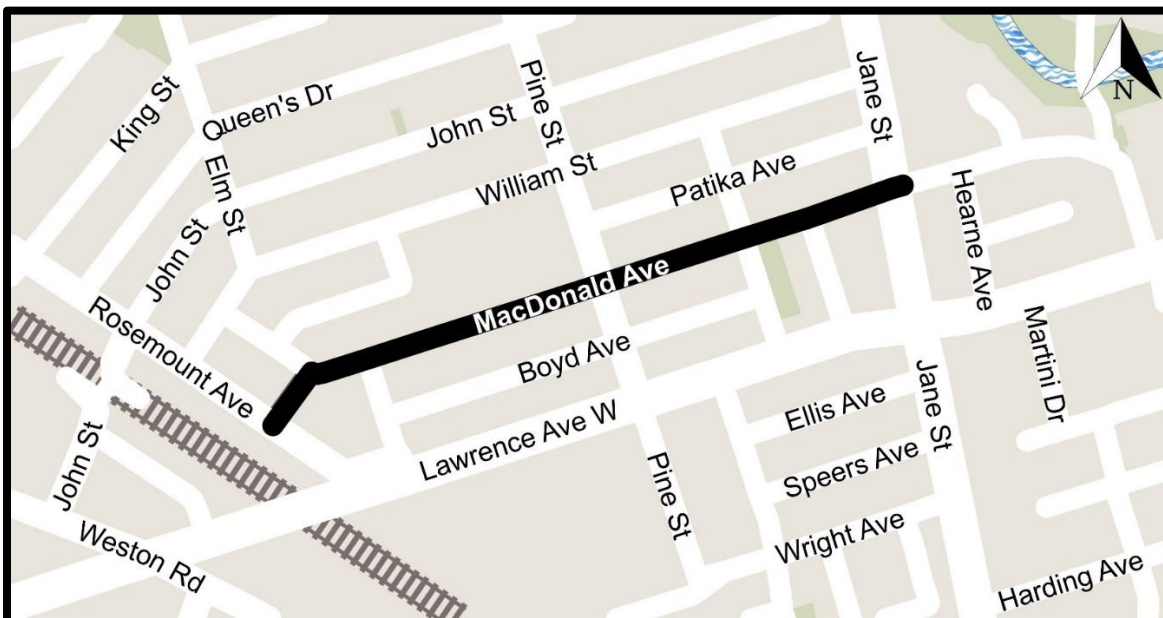 King St
Queen's Dr
Elm St
John St
Pine St
Jane St
William St
Patika Ave
N
Hearne Ave
John St
Rosemount Ave
MacDonald Ave
Boyd Ave
Martini Dr
Ellis Ave
Jane St
Lawrence Ave W
John St
Pine St
Speers Ave
Weston Rd
Wright Ave
Harding Ave